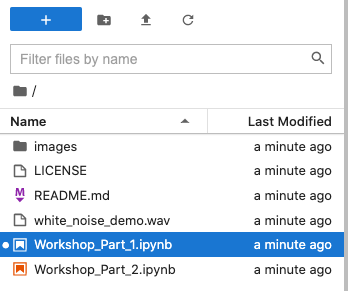 Filter files by name
/
Name Last Modified
images a minute ago
LICENSE a minute ago
README.md a minute ago
white_noise_demo.wav a minute ago
Workshop_Part_1.ipynb a minute ago
Workshop_Part_2.ipynb a minute ago